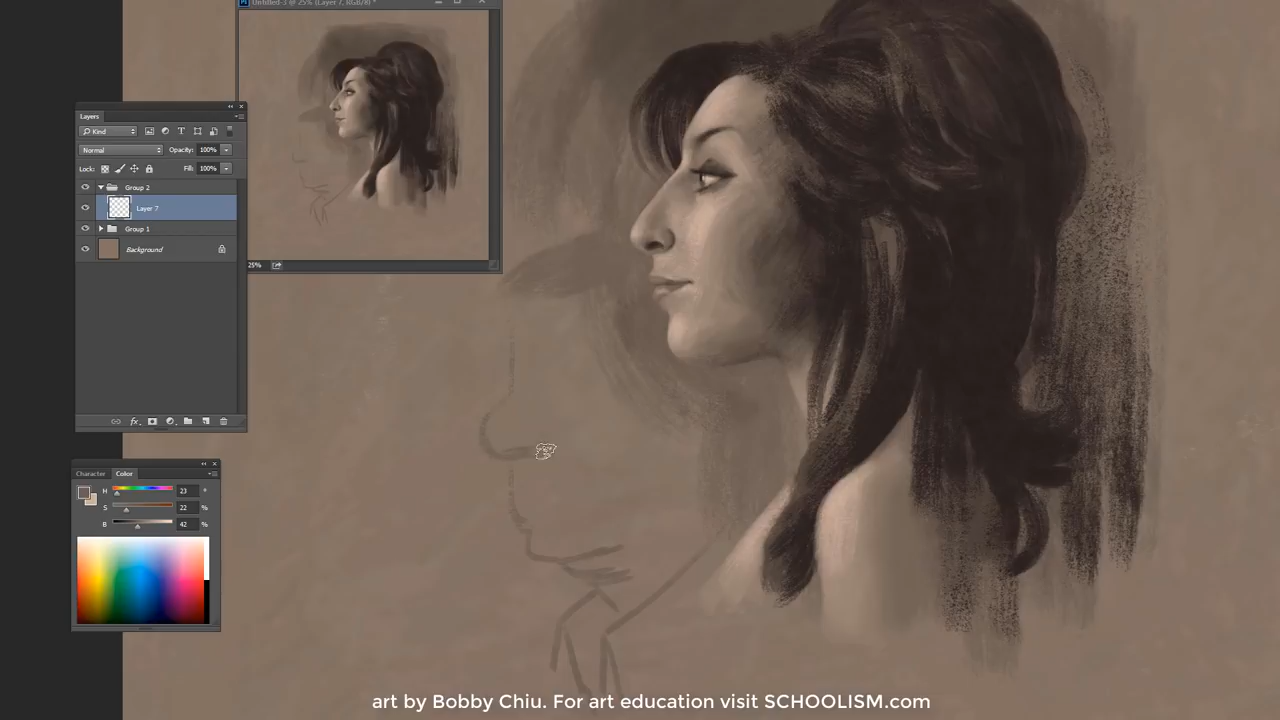 Untitled-3 @ 25% (Layer 7, RGB/8) *
Layers
Kind
Normal
Opacity: 100%
Lock:
Fill: 100%
Group 2
Layer 7
Group 1
Background
25%
Character
Color
H 23 °
S 22 %
B 42 %
art by Bobby Chiu. For art education visit SCHOOLISM.com